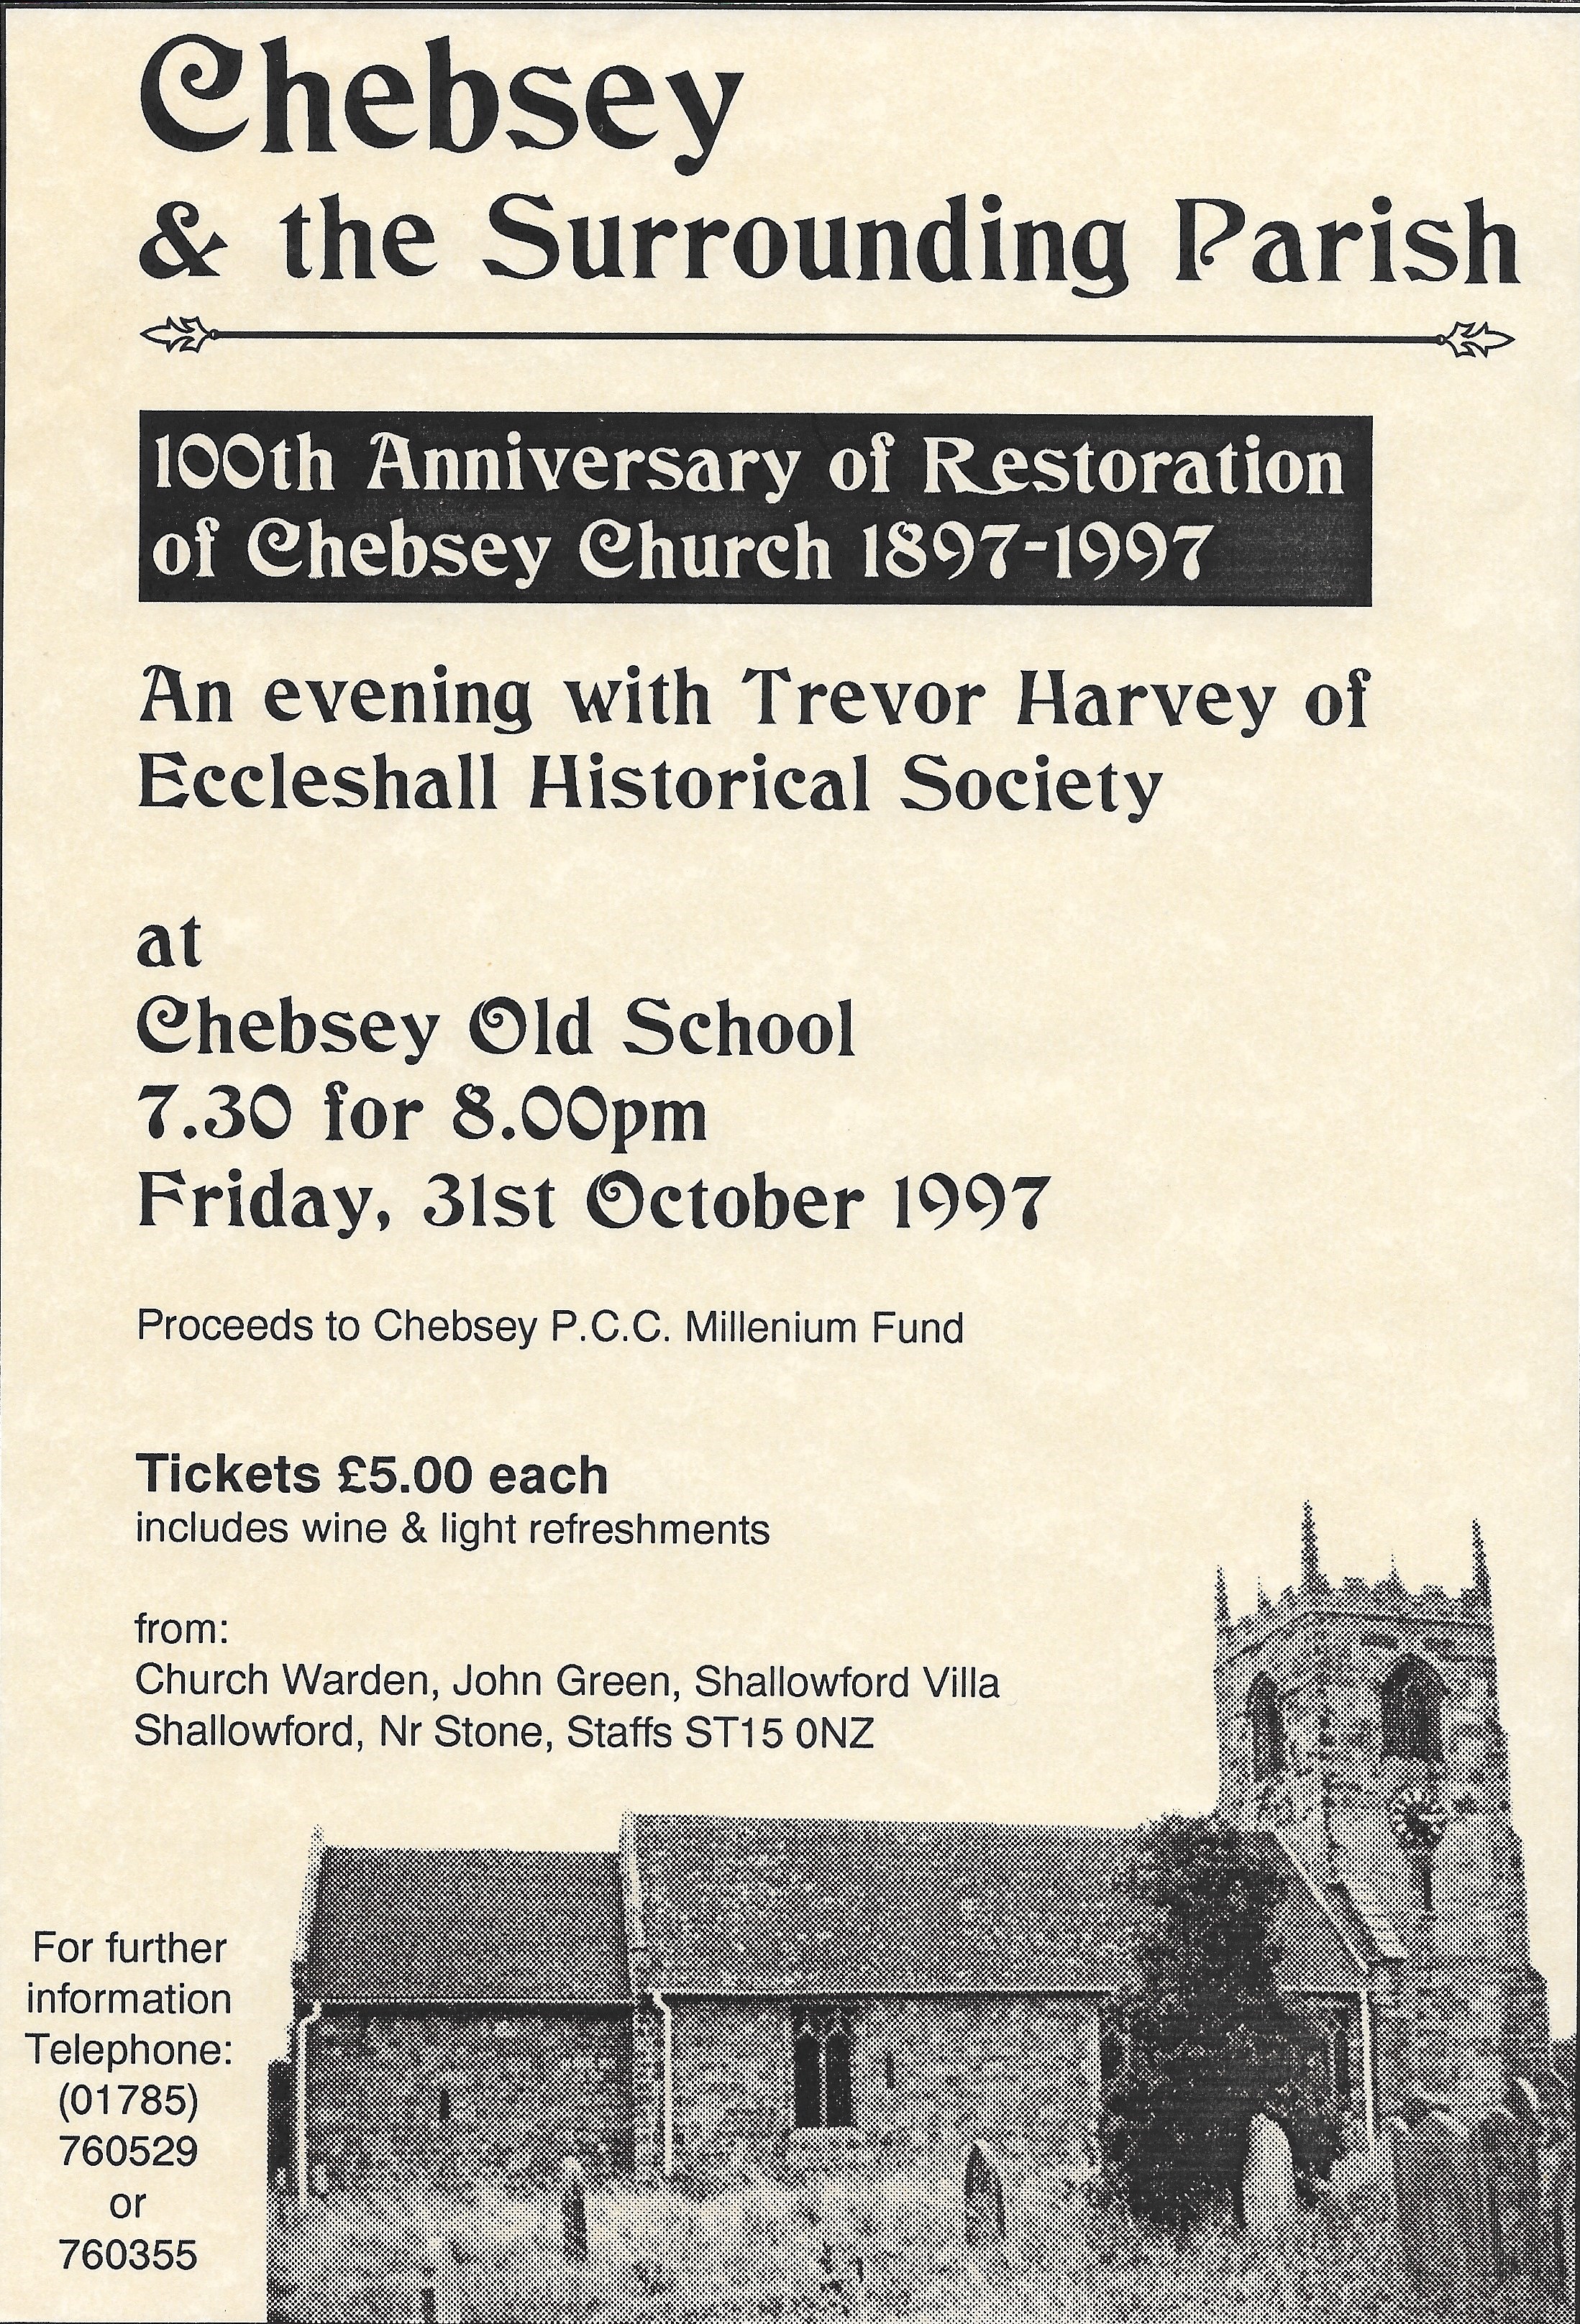 Chebsey
& the Surrounding Parish
100th Anniversary of Restoration
of Chebsey Church 1897-1997
An evening with Trevor Harvey of
Eccleshall Historical Society
at
Chebsey Old School
7.30 for 8.00pm
Friday, 31st October 1997
Proceeds to Chebsey P.C.C. Millenium Fund
Tickets £5.00 each
includes wine & light refreshments
from:
Church Warden, John Green, Shallowford Villa
Shallowford, Nr Stone, Staffs ST15 0NZ
For further
information
Telephone:
(01785)
760529
or
760355